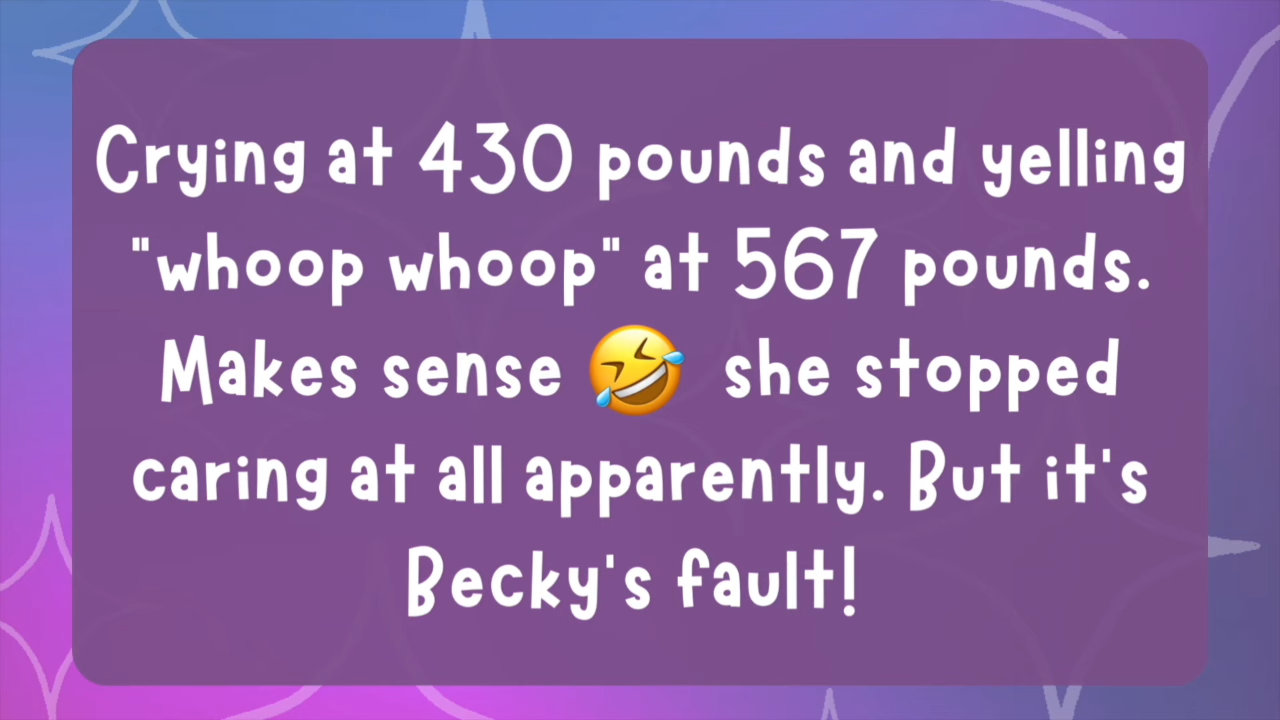 Crying at 430 pounds and yelling
"whoop whoop" at 567 pounds.
Makes sense 🤣 she stopped
caring at all apparently. But it's
Becky's fault!